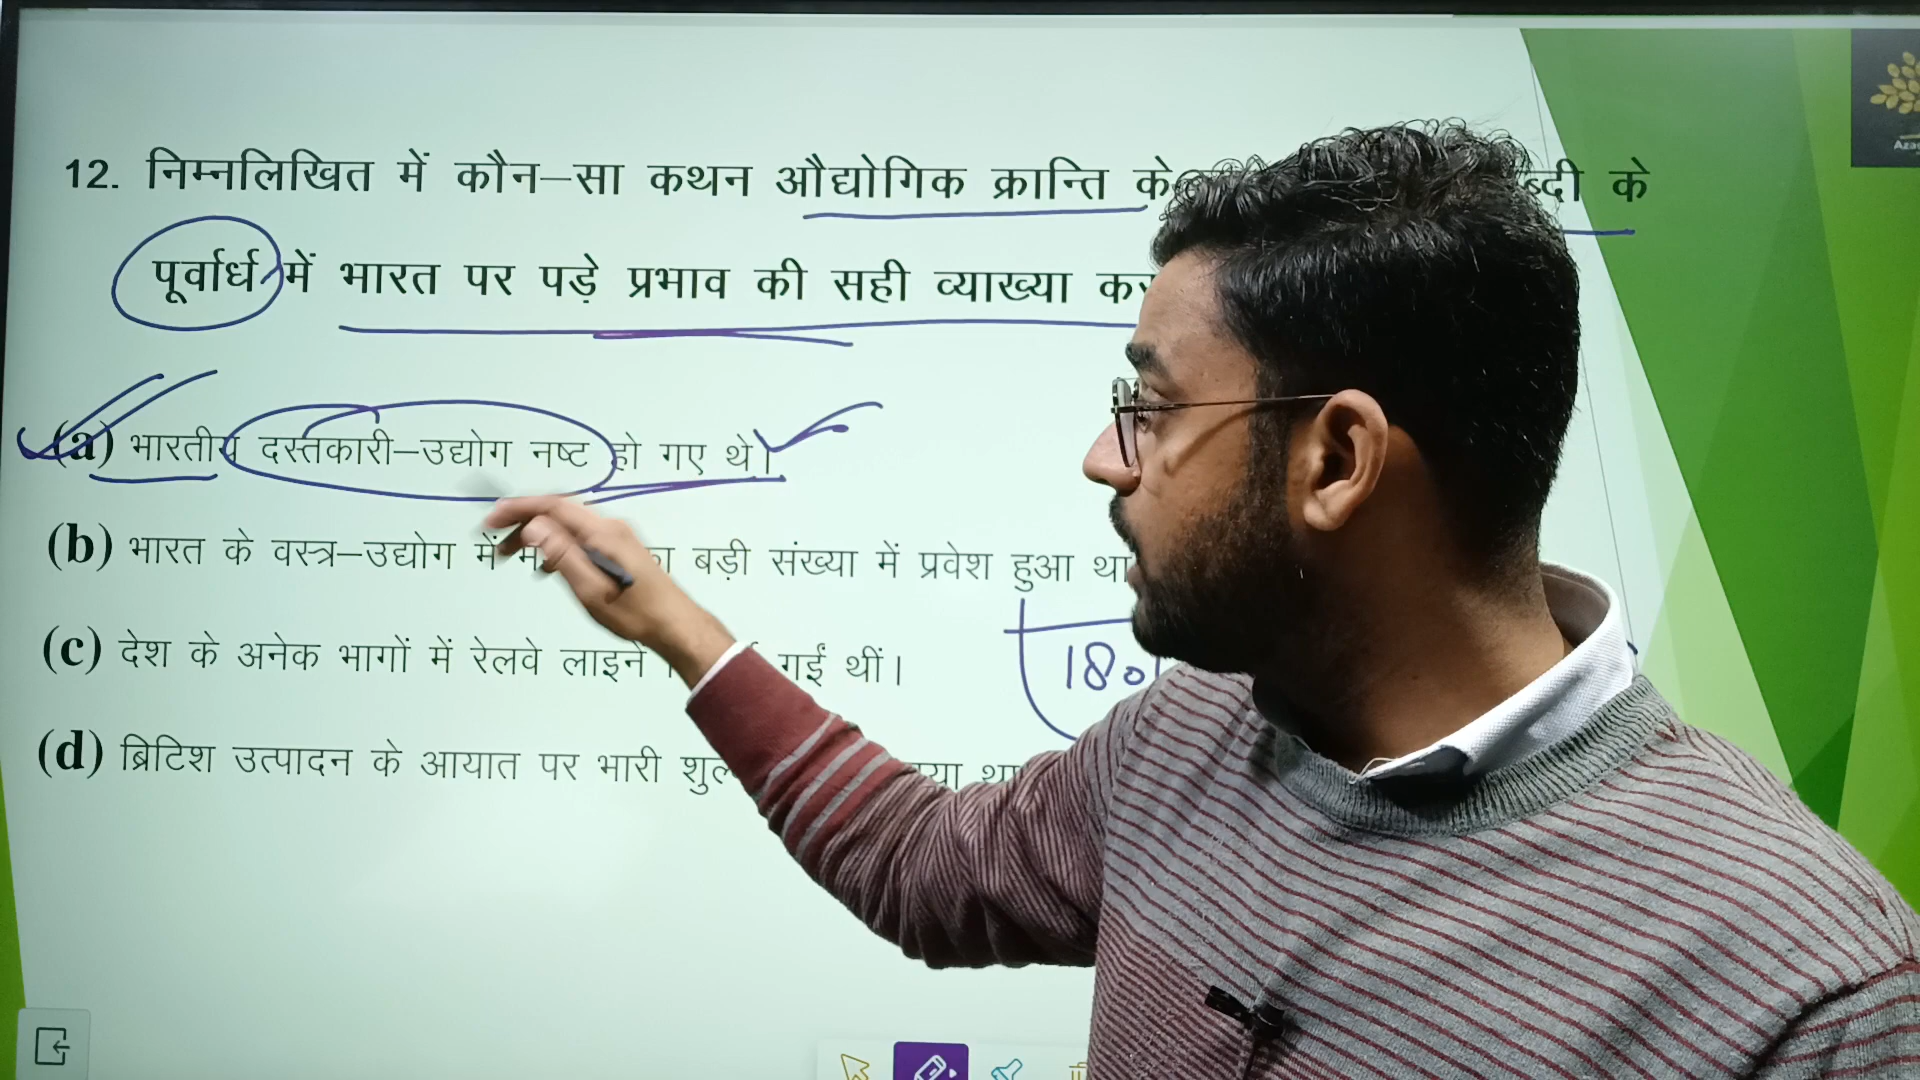 12. निम्नलिखित में कौन–सा कथन औद्योगिक क्रान्ति के के
पूर्वार्ध में भारत पर पड़े प्रभाव की सही व्याख्या
(a) भारतीय दस्तकारी–उद्योग नष्ट हो गए थे।
(b) भारत के वस्त्र–उद्योग में बड़ी संख्या में प्रवेश हुआ था
(c) देश के अनेक भागों में रेलवे लाइनें गईं थीं।
180
(d) ब्रिटिश उत्पादन के आयात पर भारी था